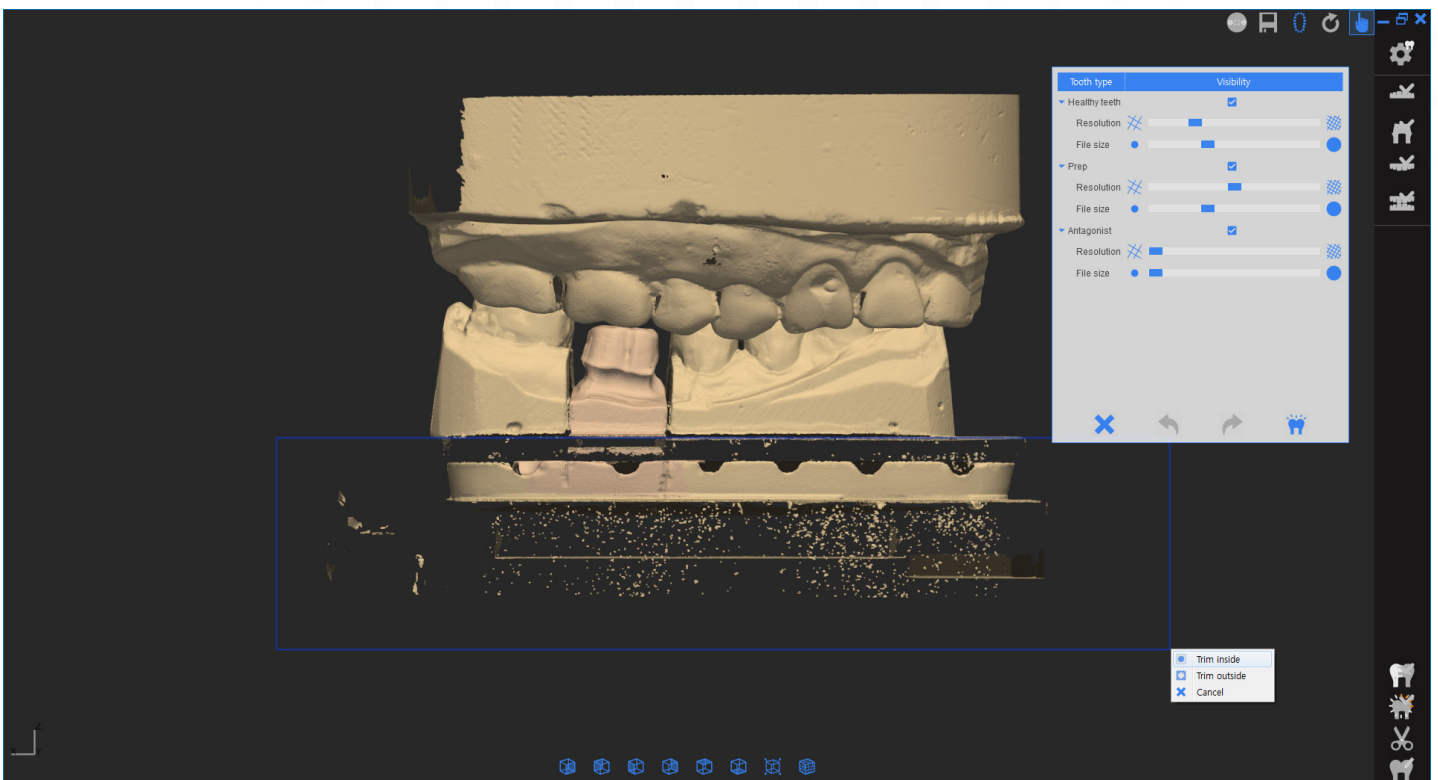 Tooth type Visibility
Healthy teeth
Resolution
File size
Prep
Resolution
File size
Antagonist
Resolution
File size
Trim inside
Trim outside
Cancel